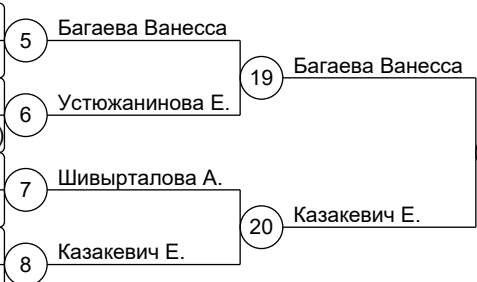 5 Багаева Ванесса
19 Багаева Ванесса
6 Устюжанинова Е.
7 Шивырталова А.
20 Казакевич Е.
8 Казакевич Е.